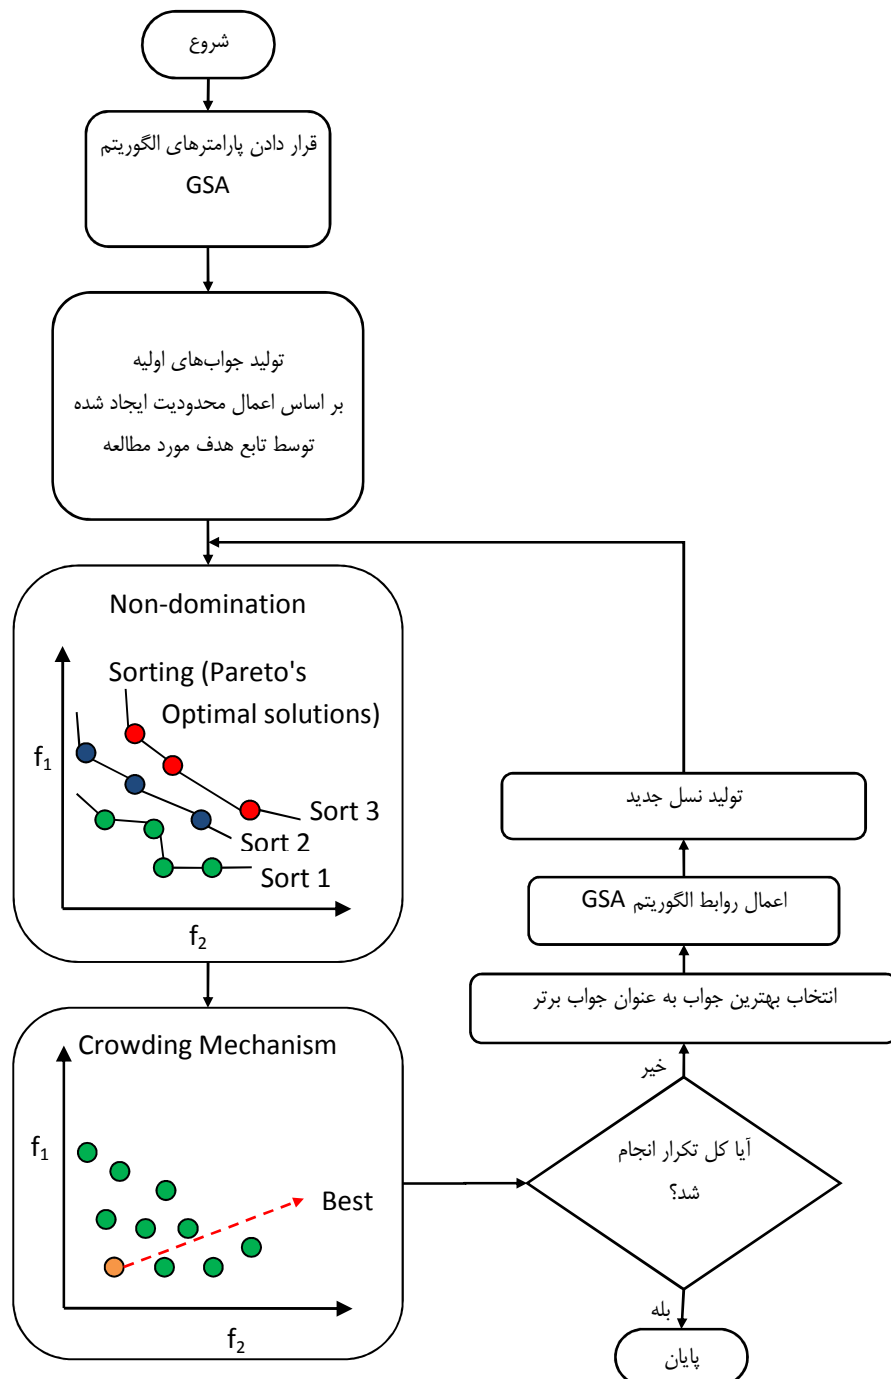 شروع
قرار دادن پارامترهای الگوریتم
GSA
تولید جواب‌های اولیه
بر اساس اعمال محدودیت ایجاد شده
توسط تابع هدف مورد مطالعه
Non-domination
Sorting (Pareto's
Optimal solutions)
f₁
Sort 3
Sort 2
Sort 1
f₂
Crowding Mechanism
f₁
Best
f₂
آیا کل تکرار انجام
شد؟
خیر
بله
انتخاب بهترین جواب به عنوان جواب برتر
اعمال روابط الگوریتم GSA
تولید نسل جدید
پایان